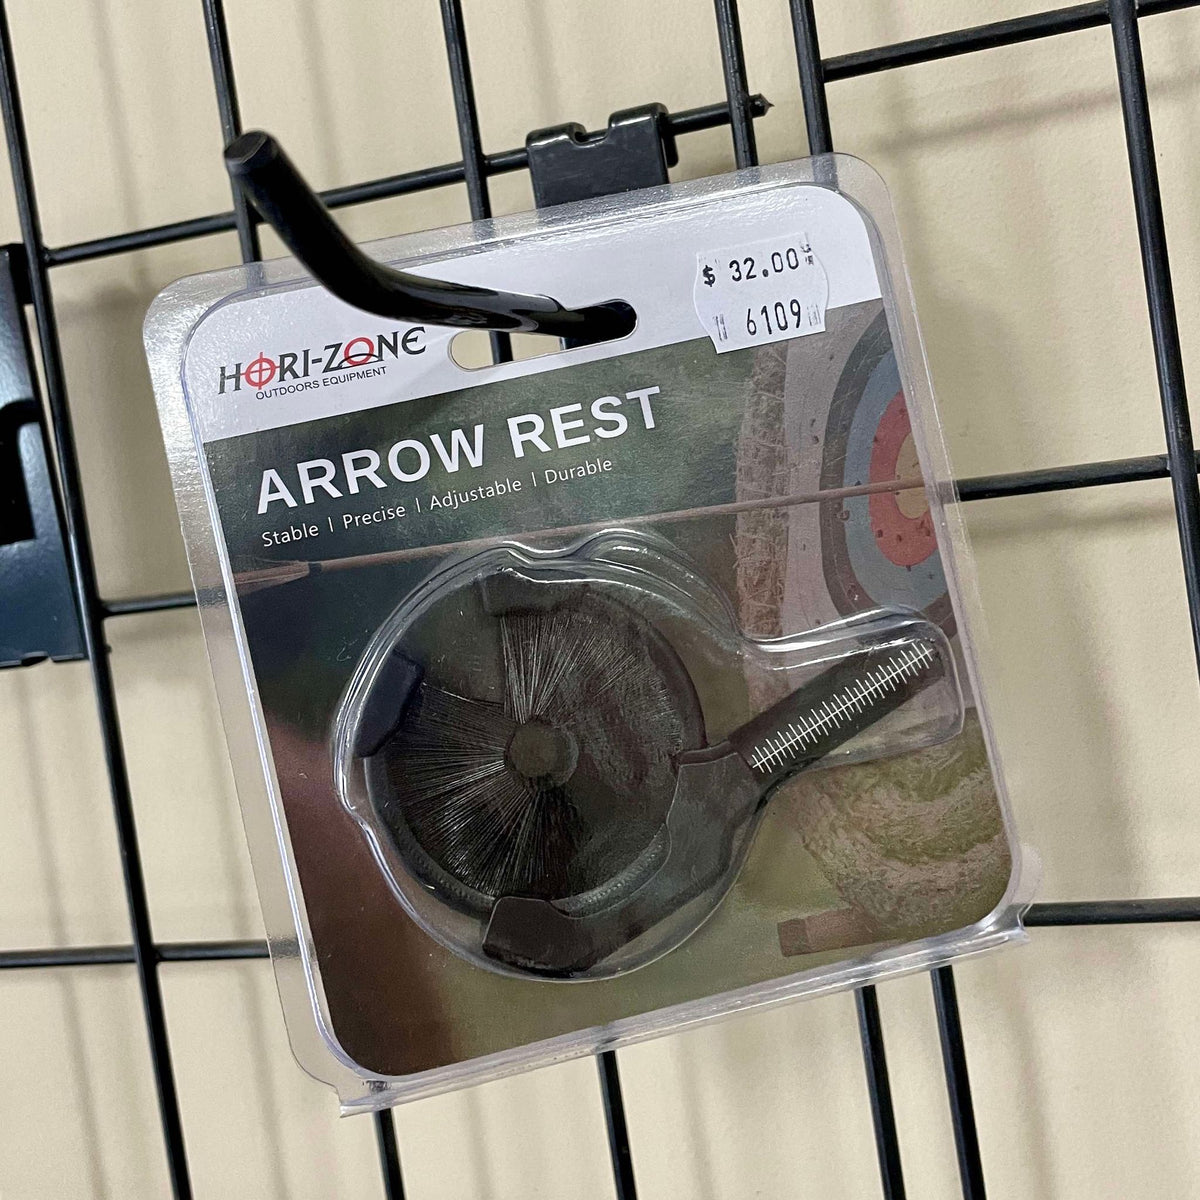 $ 32.00
6109
HORI-ZONE
OUTDOORS EQUIPMENT
ARROW REST
Stable | Precise | Adjustable | Durable